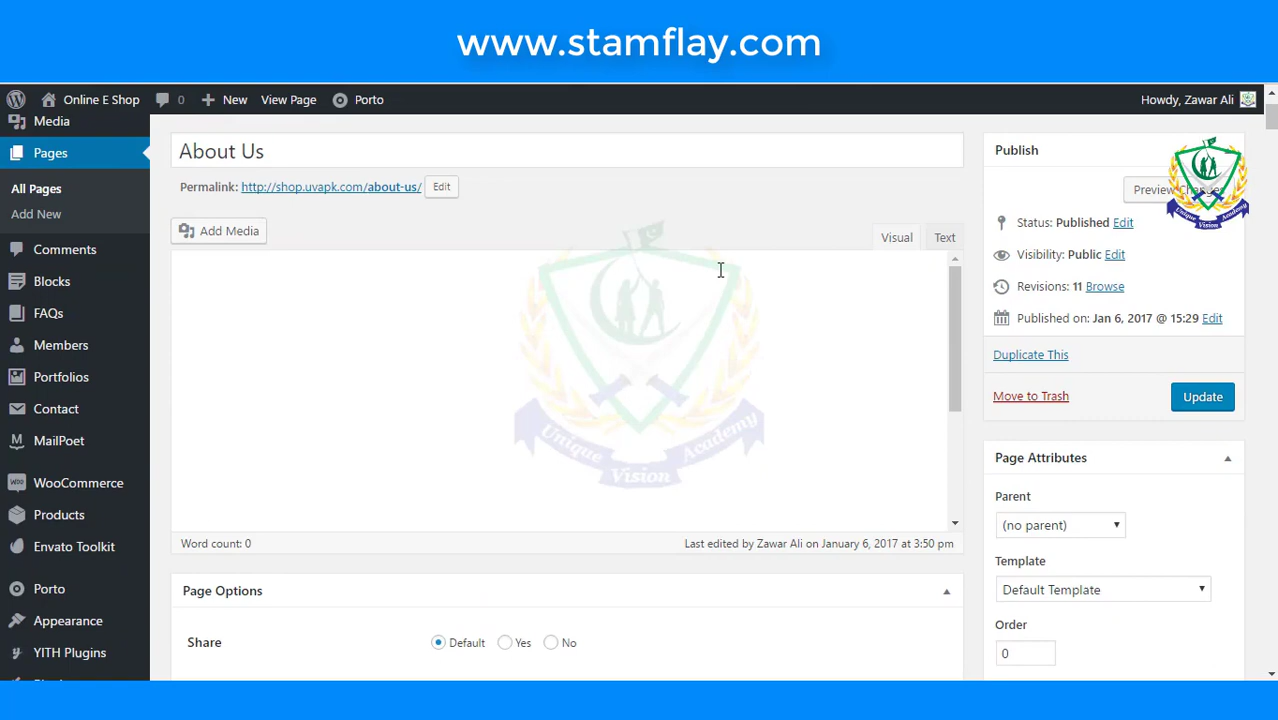 www.stamflay.com
Online E Shop 0 New View Page Porto Howdy, Zawar Ali
Media
Pages
All Pages
Add New
Comments
Blocks
FAQs
Members
Portfolios
Contact
MailPoet
WooCommerce
Products
Envato Toolkit
Porto
Appearance
YITH Plugins
About Us
Permalink: http://shop.uvapk.com/about-us/ Edit
Add Media
Visual Text
Unique Vision Academy
Word count: 0 Last edited by Zawar Ali on January 6, 2017 at 3:50 pm
Page Options
Share Default Yes No
Publish
Preview Changes
Unique Vision Academy
Status: Published Edit
Visibility: Public Edit
Revisions: 11 Browse
Published on: Jan 6, 2017 @ 15:29 Edit
Duplicate This
Move to Trash Update
Page Attributes
Parent
(no parent)
Template
Default Template
Order
0